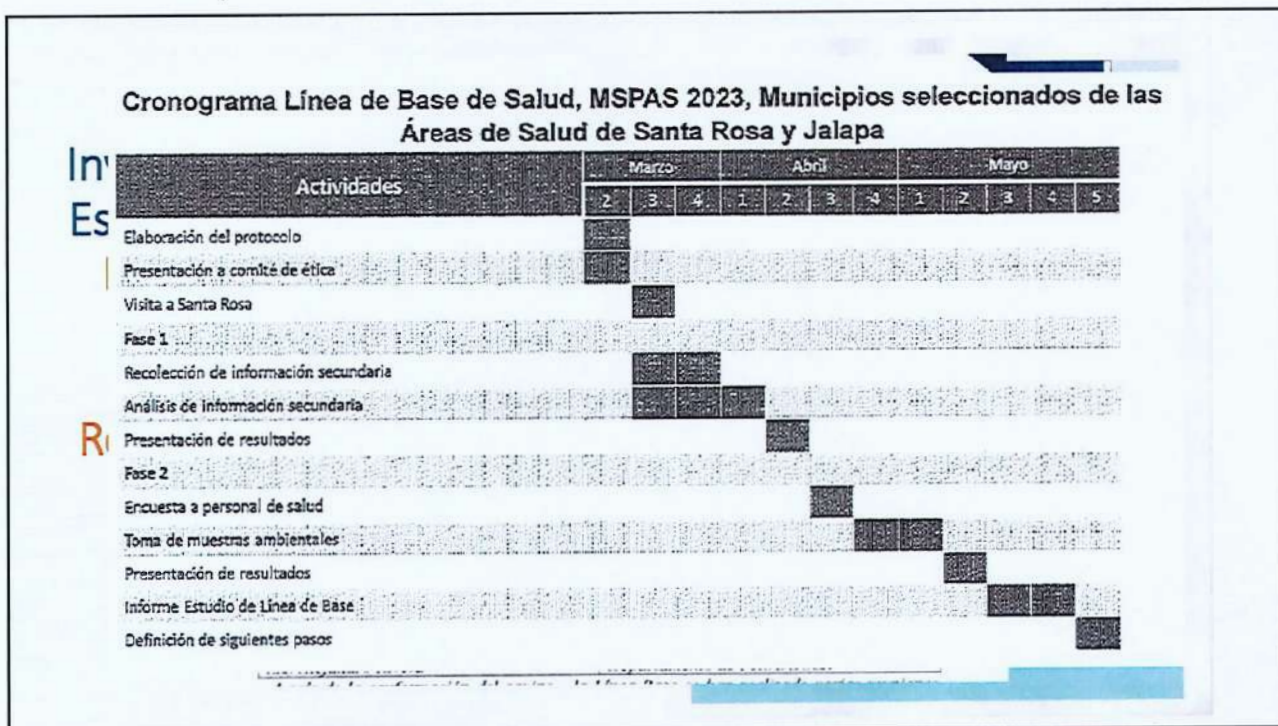 Cronograma Línea de Base de Salud, MSPAS 2023, Municipios seleccionados de las
Áreas de Salud de Santa Rosa y Jalapa
In
Es
R
Actividades
Marzo Abril Mayo
2 3 4 1 2 3 4 1 2 3 4 5
Elaboración del protocolo
Presentación a comité de ética
Visita a Santa Rosa
Fase 1
Recolección de información secundaria
Análisis de información secundaria
Presentación de resultados
Fase 2
Encuesta a personal de salud
Toma de muestras ambientales
Presentación de resultados
Informe Estudio de Línea de Base
Definición de siguientes pasos